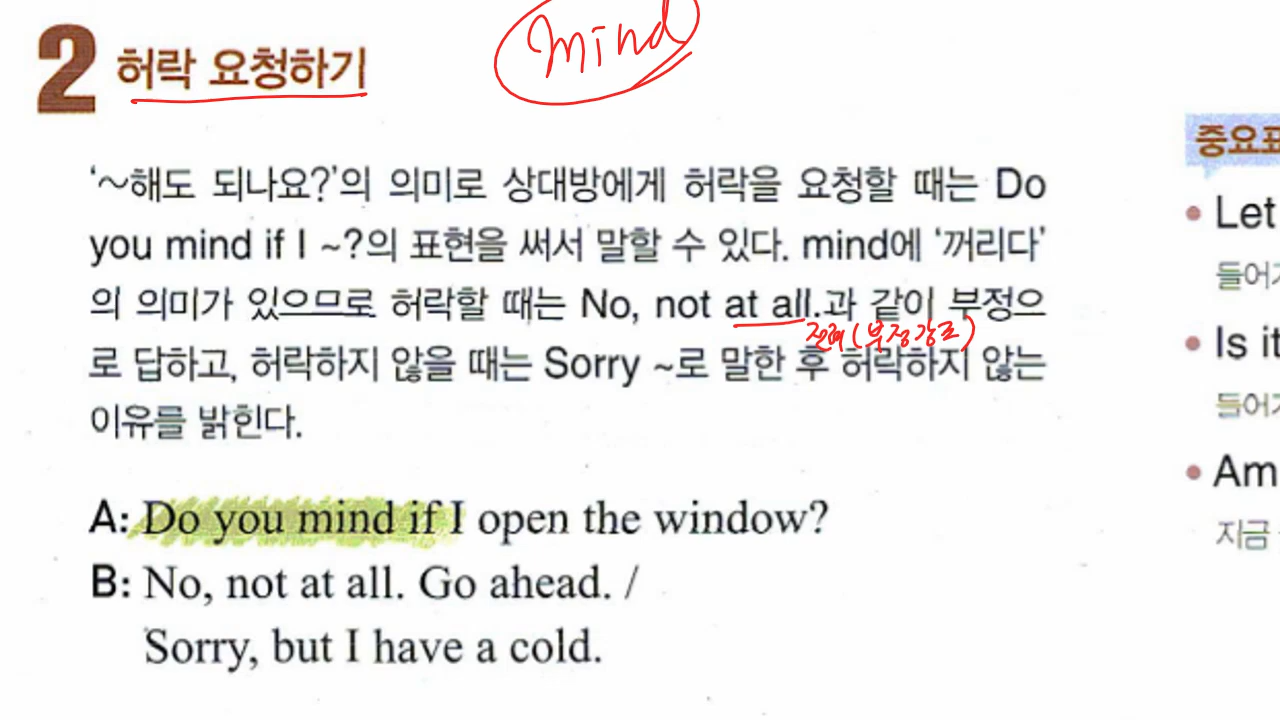 mind
2 허락 요청하기
'~해도 되나요?'의 의미로 상대방에게 허락을 요청할 때는 Do
you mind if I ~?의 표현을 써서 말할 수 있다. mind에 '꺼리다'
의 의미가 있으므로 허락할 때는 No, not at all.과 같이 부정으
절대(부정강조)
로 답하고, 허락하지 않을 때는 Sorry ~로 말한 후 허락하지 않는
이유를 밝힌다.
A: Do you mind if I open the window?
B: No, not at all. Go ahead. /
Sorry, but I have a cold.
중요표
• Let
들어가
• Is it
들어가
• Am
지금